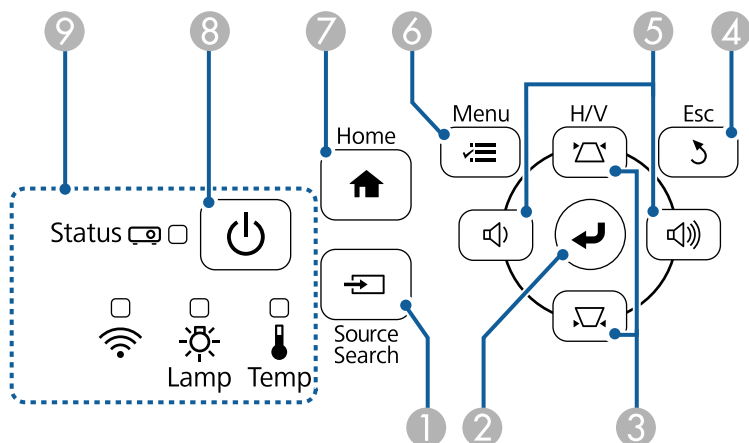 9 8 7 6 5 4
Menu H/V Esc
Home
Status
Source
Search
Lamp Temp
1 2 3